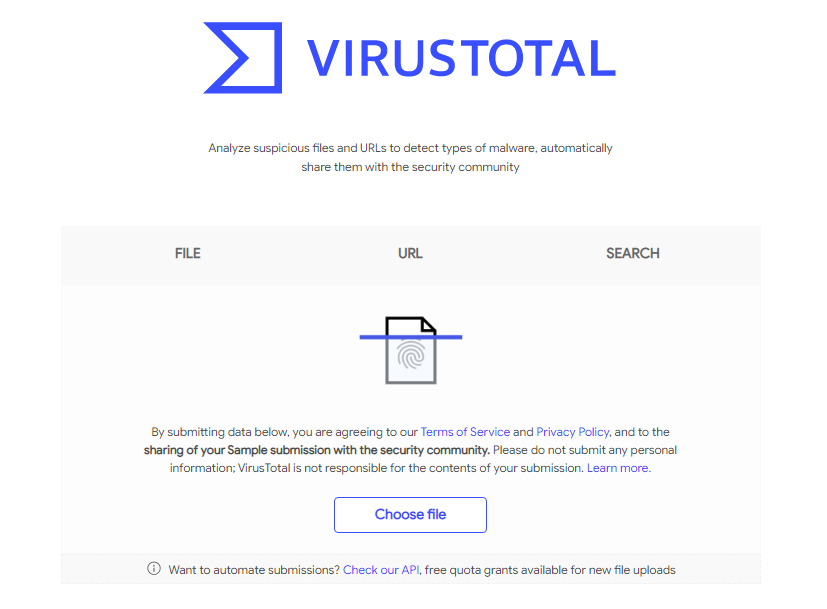 VIRUSTOTAL
Analyze suspicious files and URLs to detect types of malware, automatically
share them with the security community
FILE
URL
SEARCH
By submitting data below, you are agreeing to our Terms of Service and Privacy Policy, and to the
sharing of your Sample submission with the security community. Please do not submit any personal
information; VirusTotal is not responsible for the contents of your submission. Learn more.
Choose file
Want to automate submissions? Check our API, free quota grants available for new file uploads